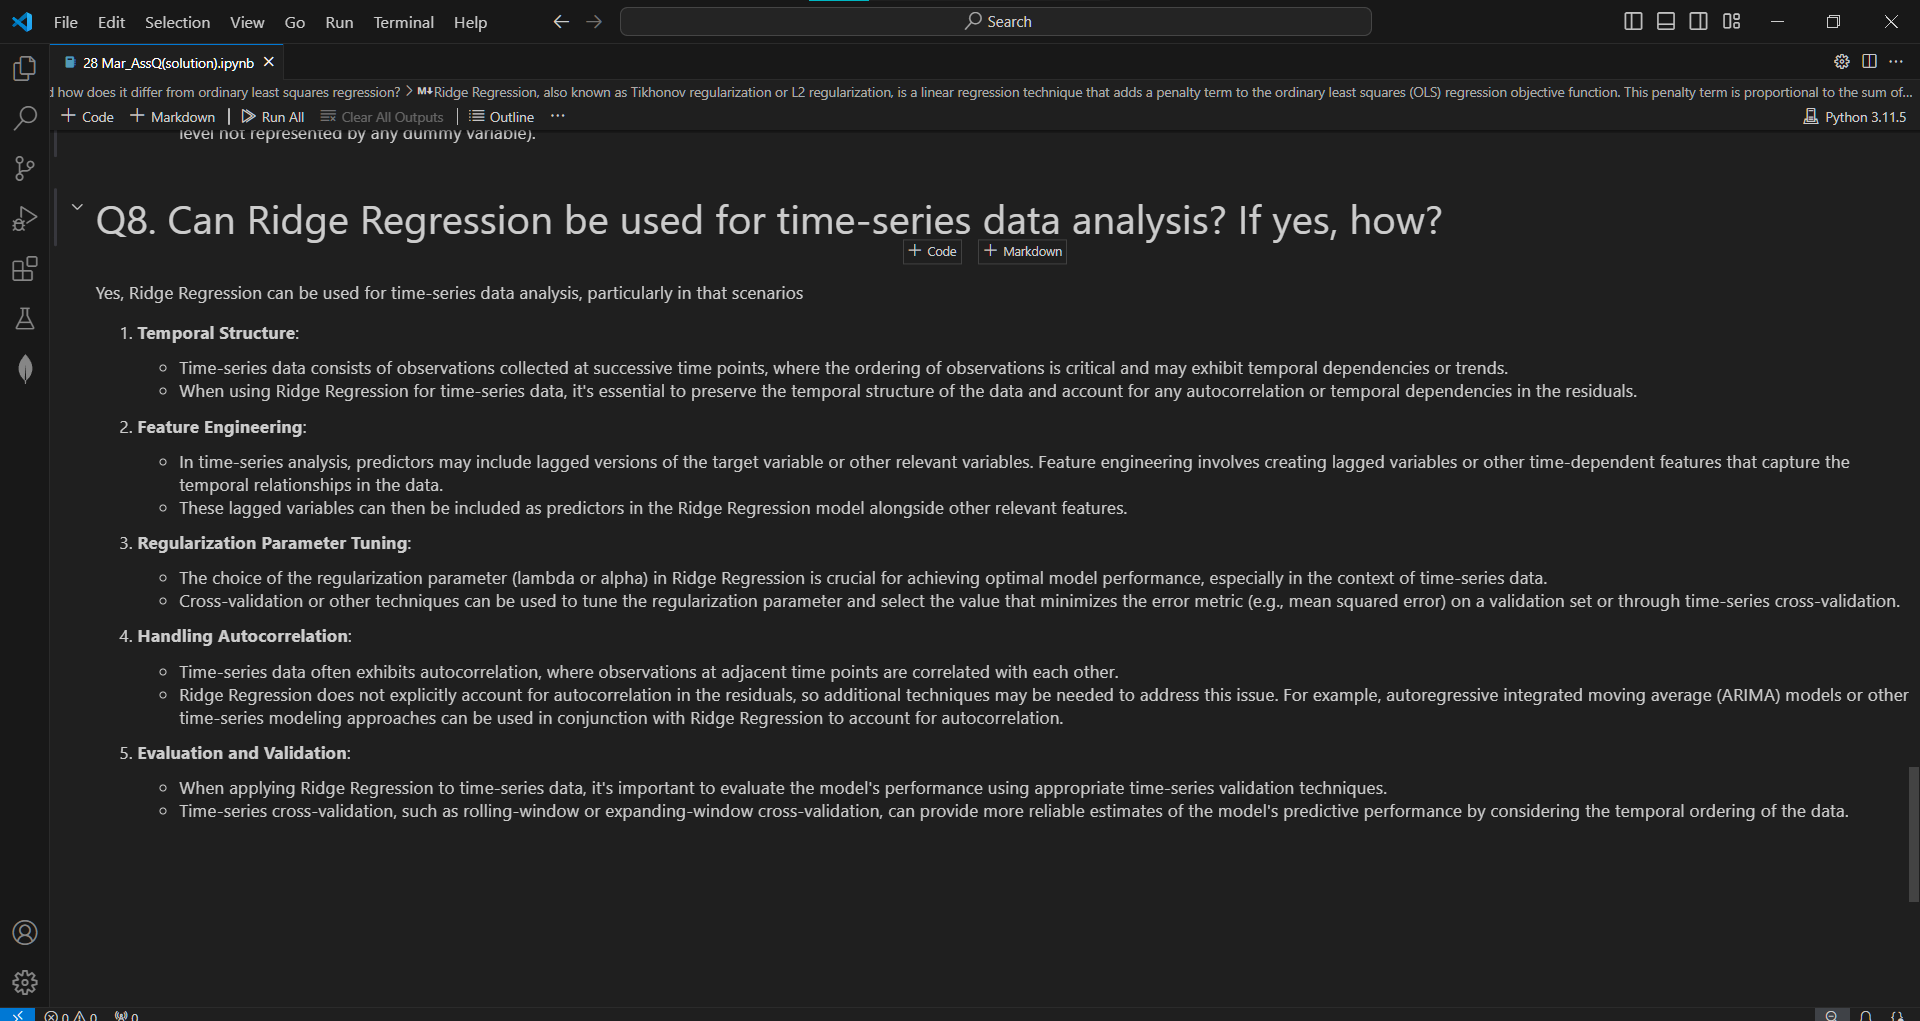 File Edit Selection View Go Run Terminal Help Search
28 Mar_AssQ(solution).ipynb
d how does it differ from ordinary least squares regression? > M↓Ridge Regression, also known as Tikhonov regularization or L2 regularization, is a linear regression technique that adds a penalty term to the ordinary least squares (OLS) regression objective function. This penalty term is proportional to the sum of...
+ Code + Markdown | Run All Clear All Outputs | Outline ··· Python 3.11.5
level not represented by any dummy variable).
Q8. Can Ridge Regression be used for time-series data analysis? If yes, how?
+ Code + Markdown
Yes, Ridge Regression can be used for time-series data analysis, particularly in that scenarios
1. Temporal Structure:
Time-series data consists of observations collected at successive time points, where the ordering of observations is critical and may exhibit temporal dependencies or trends.
When using Ridge Regression for time-series data, it's essential to preserve the temporal structure of the data and account for any autocorrelation or temporal dependencies in the residuals.
2. Feature Engineering:
In time-series analysis, predictors may include lagged versions of the target variable or other relevant variables. Feature engineering involves creating lagged variables or other time-dependent features that capture the
temporal relationships in the data.
These lagged variables can then be included as predictors in the Ridge Regression model alongside other relevant features.
3. Regularization Parameter Tuning:
The choice of the regularization parameter (lambda or alpha) in Ridge Regression is crucial for achieving optimal model performance, especially in the context of time-series data.
Cross-validation or other techniques can be used to tune the regularization parameter and select the value that minimizes the error metric (e.g., mean squared error) on a validation set or through time-series cross-validation.
4. Handling Autocorrelation:
Time-series data often exhibits autocorrelation, where observations at adjacent time points are correlated with each other.
Ridge Regression does not explicitly account for autocorrelation in the residuals, so additional techniques may be needed to address this issue. For example, autoregressive integrated moving average (ARIMA) models or other
time-series modeling approaches can be used in conjunction with Ridge Regression to account for autocorrelation.
5. Evaluation and Validation:
When applying Ridge Regression to time-series data, it's important to evaluate the model's performance using appropriate time-series validation techniques.
Time-series cross-validation, such as rolling-window or expanding-window cross-validation, can provide more reliable estimates of the model's predictive performance by considering the temporal ordering of the data.
0 0 0